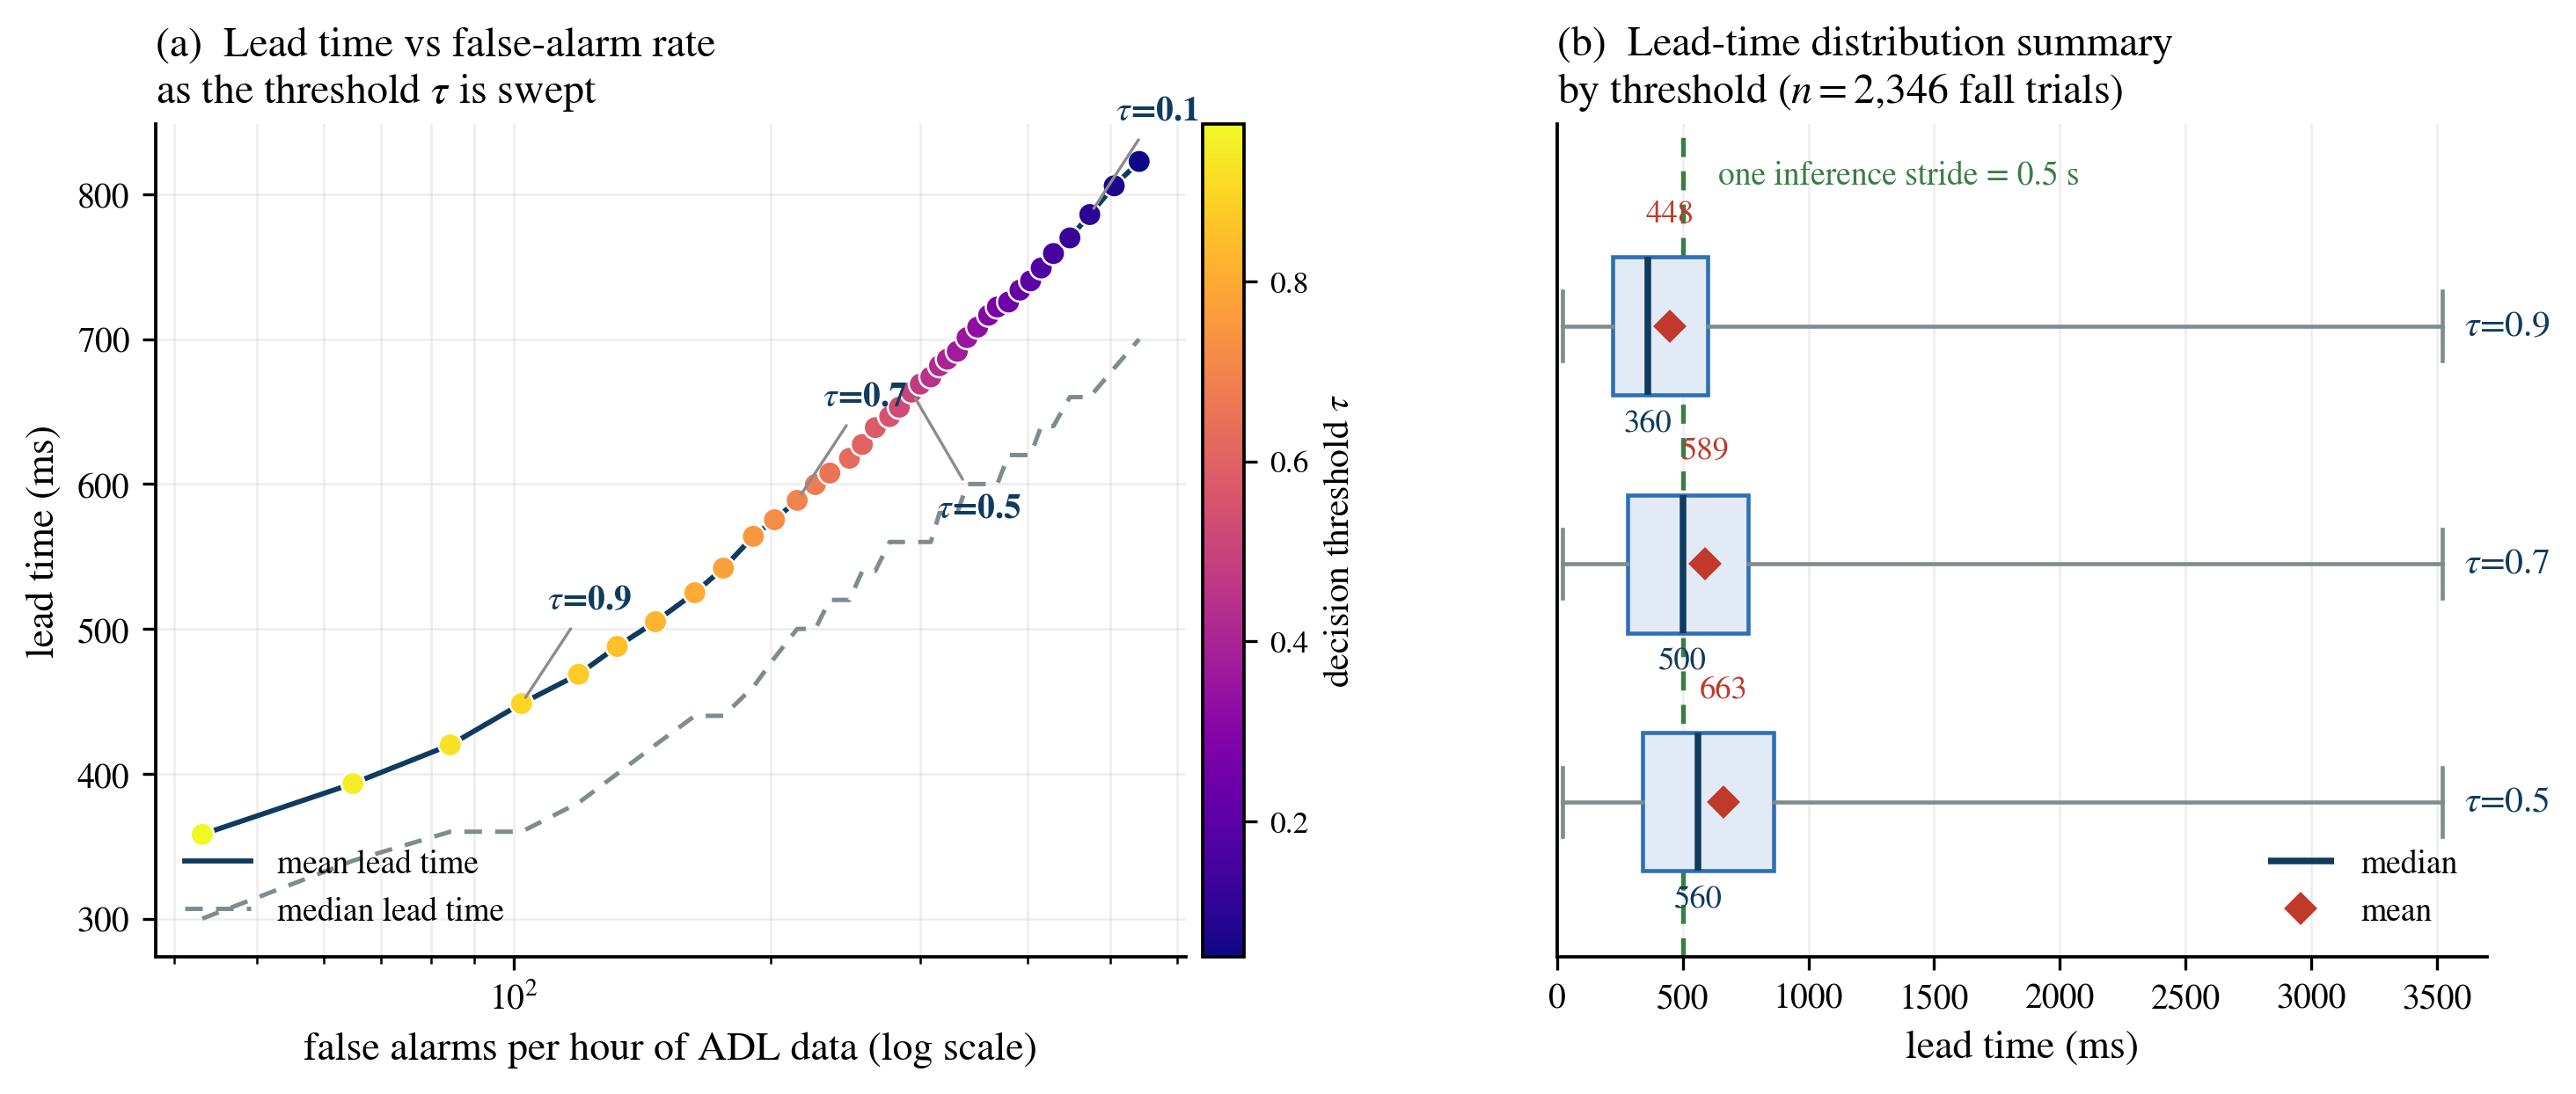 (a) Lead time vs false-alarm rate
as the threshold τ is swept
lead time (ms)
800
700
600
500
400
300
τ=0.1
τ=0.7
τ=0.5
τ=0.9
mean lead time
median lead time
10²
false alarms per hour of ADL data (log scale)
0.8
0.6
0.4
0.2
decision threshold τ
(b) Lead-time distribution summary
by threshold (n = 2,346 fall trials)
one inference stride = 0.5 s
448
τ=0.9
360
589
τ=0.7
500
663
τ=0.5
560
median
mean
0 500 1000 1500 2000 2500 3000 3500
lead time (ms)